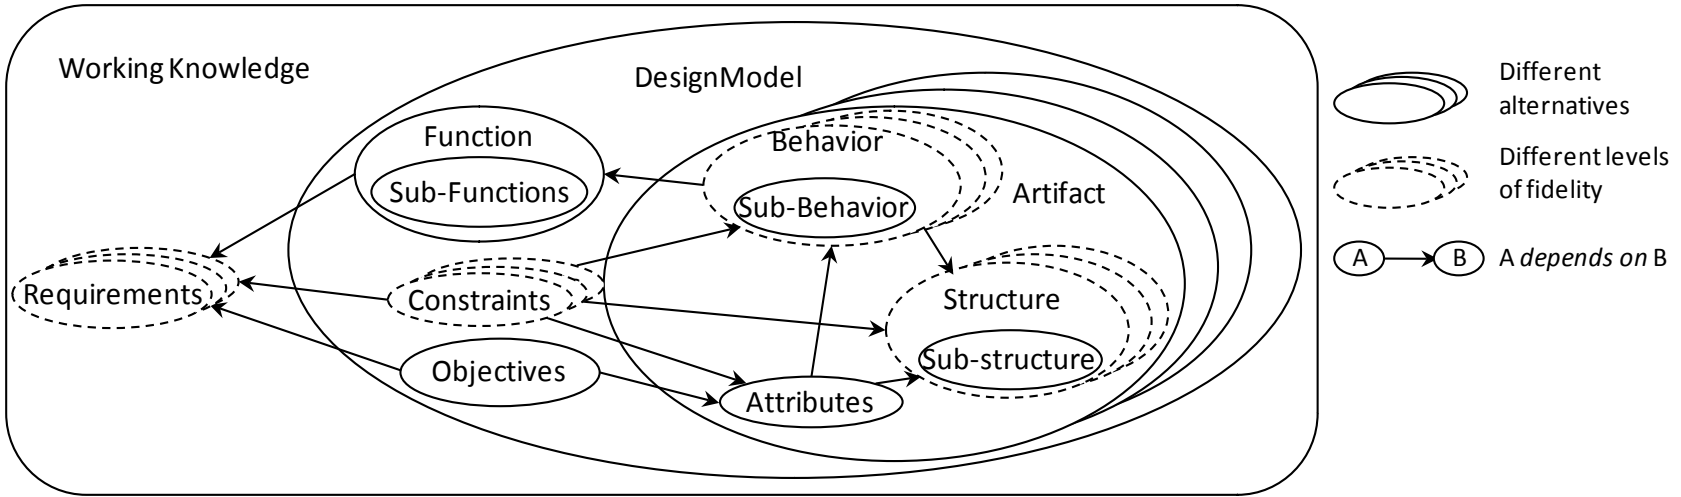 Working Knowledge
DesignModel
Function
Sub-Functions
Behavior
Sub-Behavior
Artifact
Requirements
Constraints
Structure
Sub-structure
Objectives
Attributes
Different
alternatives
Different levels
of fidelity
A
B
A depends on B